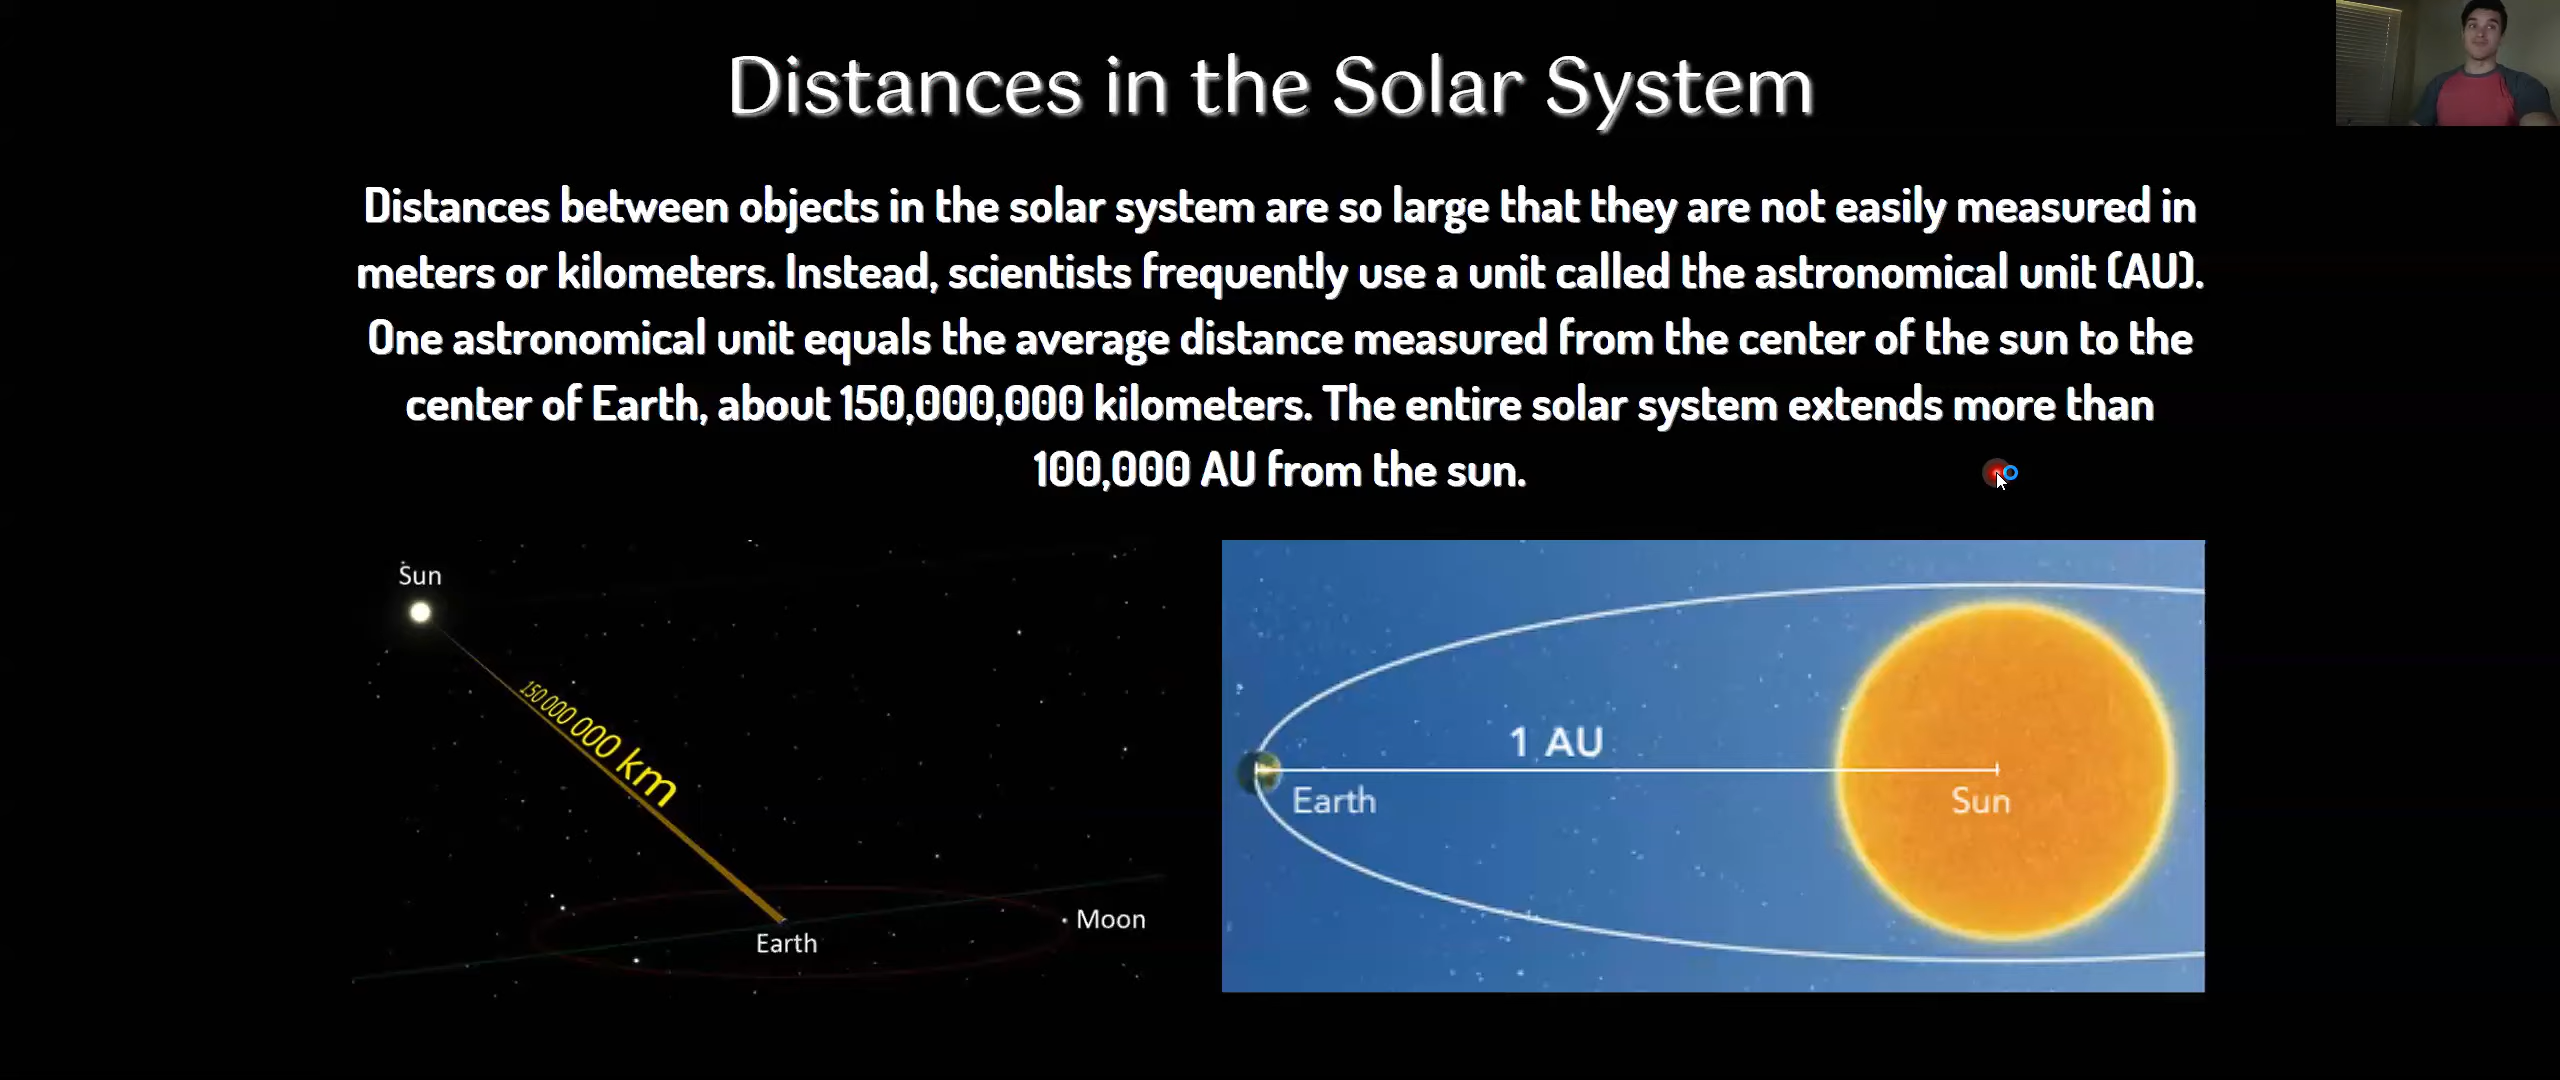 Distances in the Solar System
Distances between objects in the solar system are so large that they are not easily measured in
meters or kilometers. Instead, scientists frequently use a unit called the astronomical unit (AU).
One astronomical unit equals the average distance measured from the center of the sun to the
center of Earth, about 150,000,000 kilometers. The entire solar system extends more than
100,000 AU from the sun.
Sun
150 000 000 km
Earth
Moon
1 AU
Earth
Sun